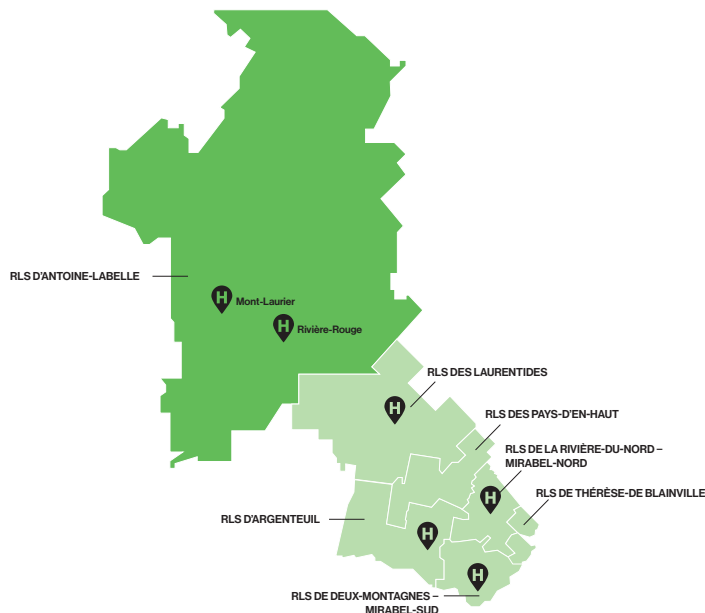 RLS D'ANTOINE-LABELLE
H
Mont-Laurier
H
Rivière-Rouge
RLS DES LAURENTIDES
H
RLS DES PAYS-D'EN-HAUT
RLS DE LA RIVIÈRE-DU-NORD –
MIRABEL-NORD
H
RLS DE THÉRÈSE-DE BLAINVILLE
RLS D'ARGENTEUIL
H
H
RLS DE DEUX-MONTAGNES –
MIRABEL-SUD